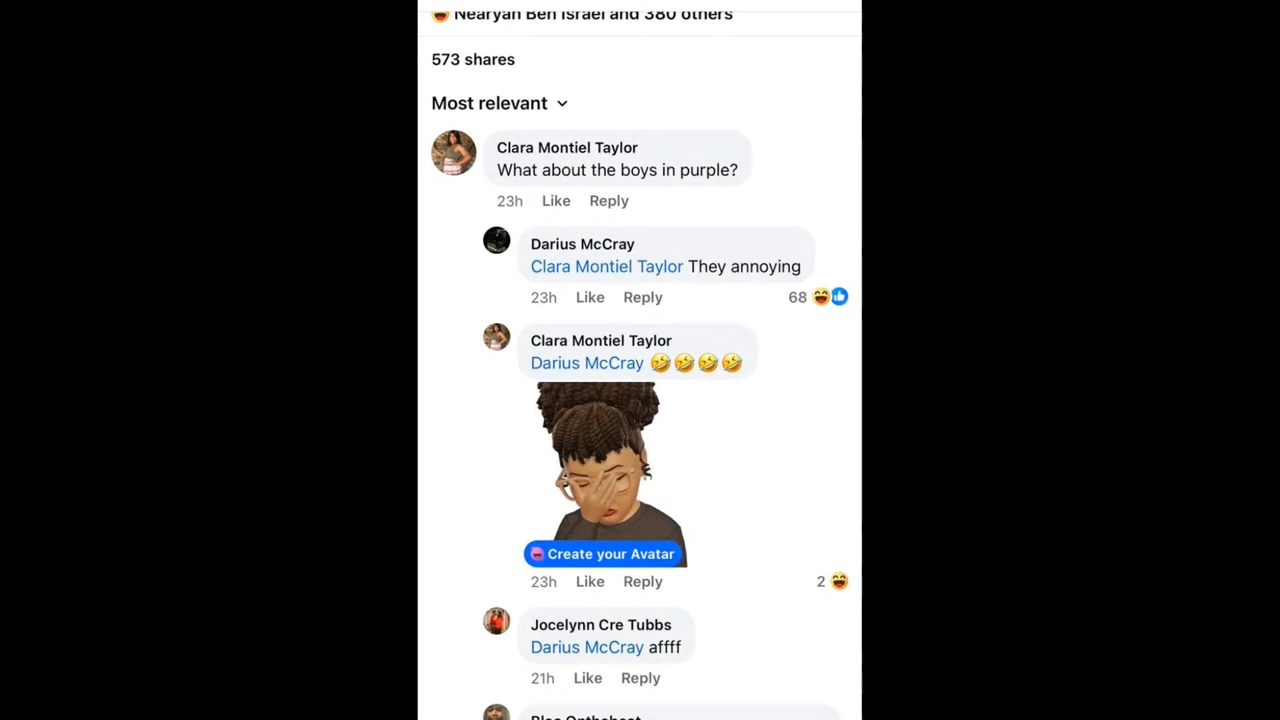 Nearyah Ben Israel and 380 others
573 shares
Most relevant
Clara Montiel Taylor
What about the boys in purple?
23h Like Reply
Darius McCray
Clara Montiel Taylor They annoying
23h Like Reply 68
Clara Montiel Taylor
Darius McCray 🤣🤣🤣🤣
Create your Avatar
23h Like Reply 2
Jocelynn Cre Tubbs
Darius McCray affff
21h Like Reply